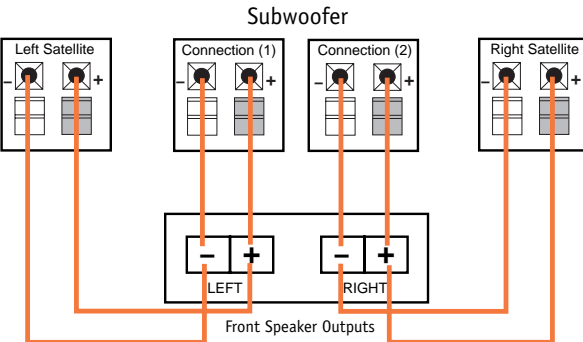 Subwoofer
Left Satellite
Connection (1)
Connection (2)
Right Satellite
– +
– +
– +
– +
– +
– +
LEFT
RIGHT
Front Speaker Outputs